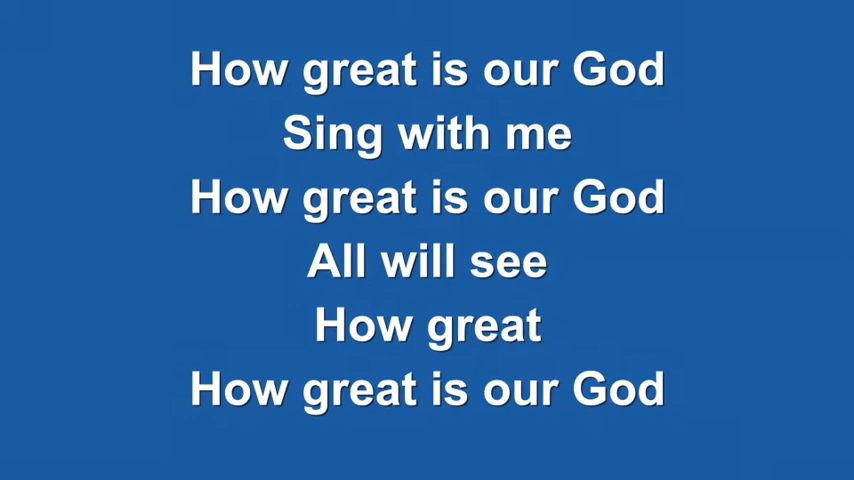 How great is our God
Sing with me
How great is our God
All will see
How great
How great is our God